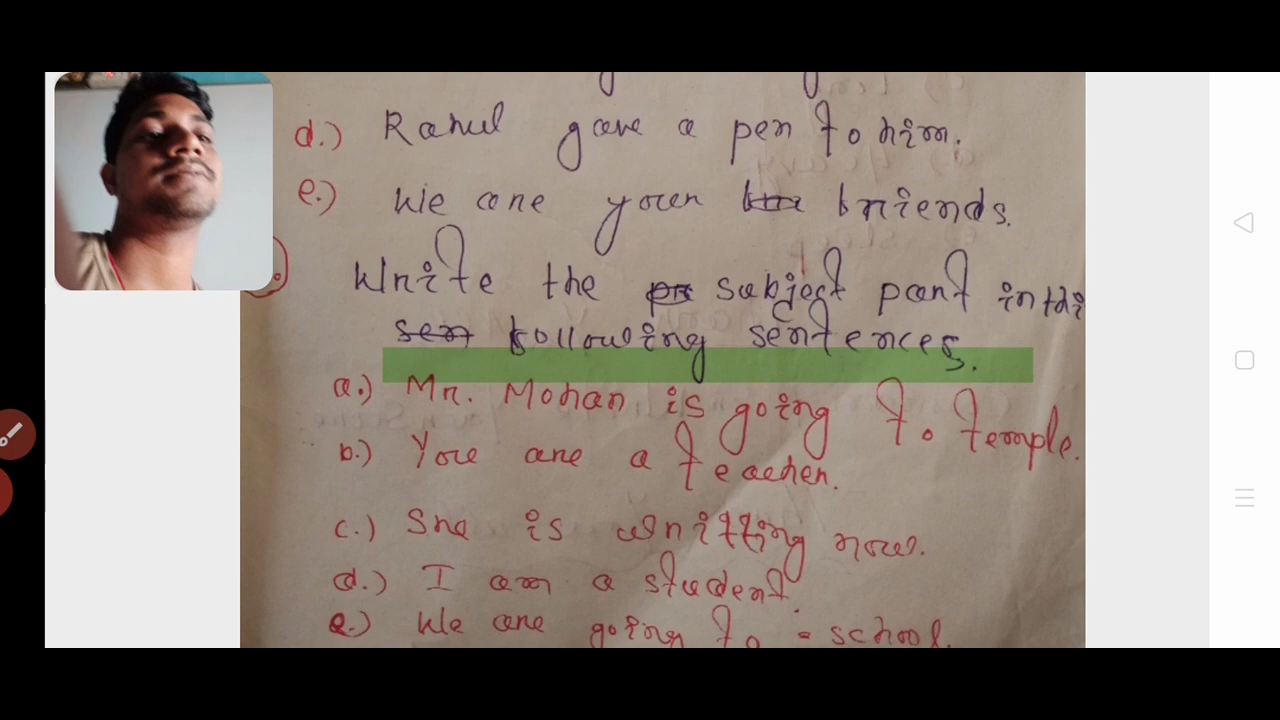 d.) Rahul gave a pen to him.
e.) We are your friends.
Write the subject part in the
following sentences.
a.) Mr. Mohan is going to temple.
b.) You are a teacher.
c.) She is writting now.
d.) I am a student.
e.) We are going to school.